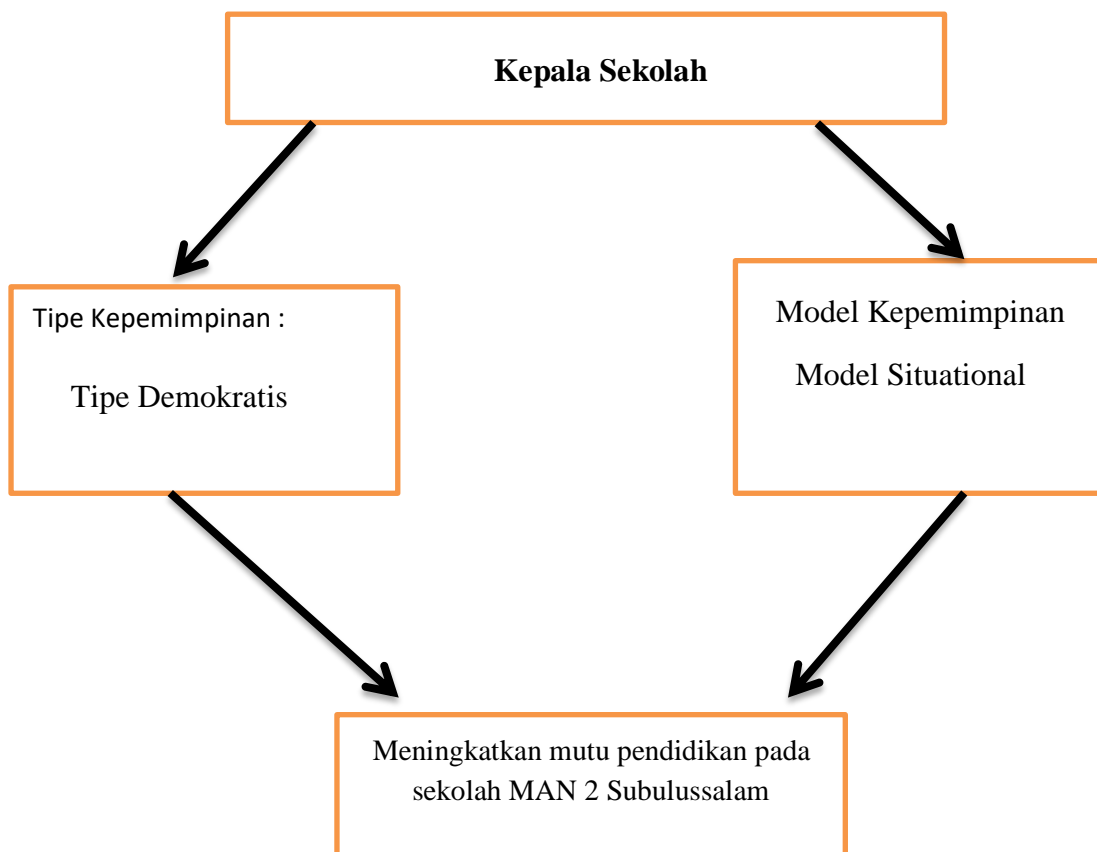 Kepala Sekolah
Tipe Kepemimpinan :
Tipe Demokratis
Model Kepemimpinan
Model Situational
Meningkatkan mutu pendidikan pada
sekolah MAN 2 Subulussalam